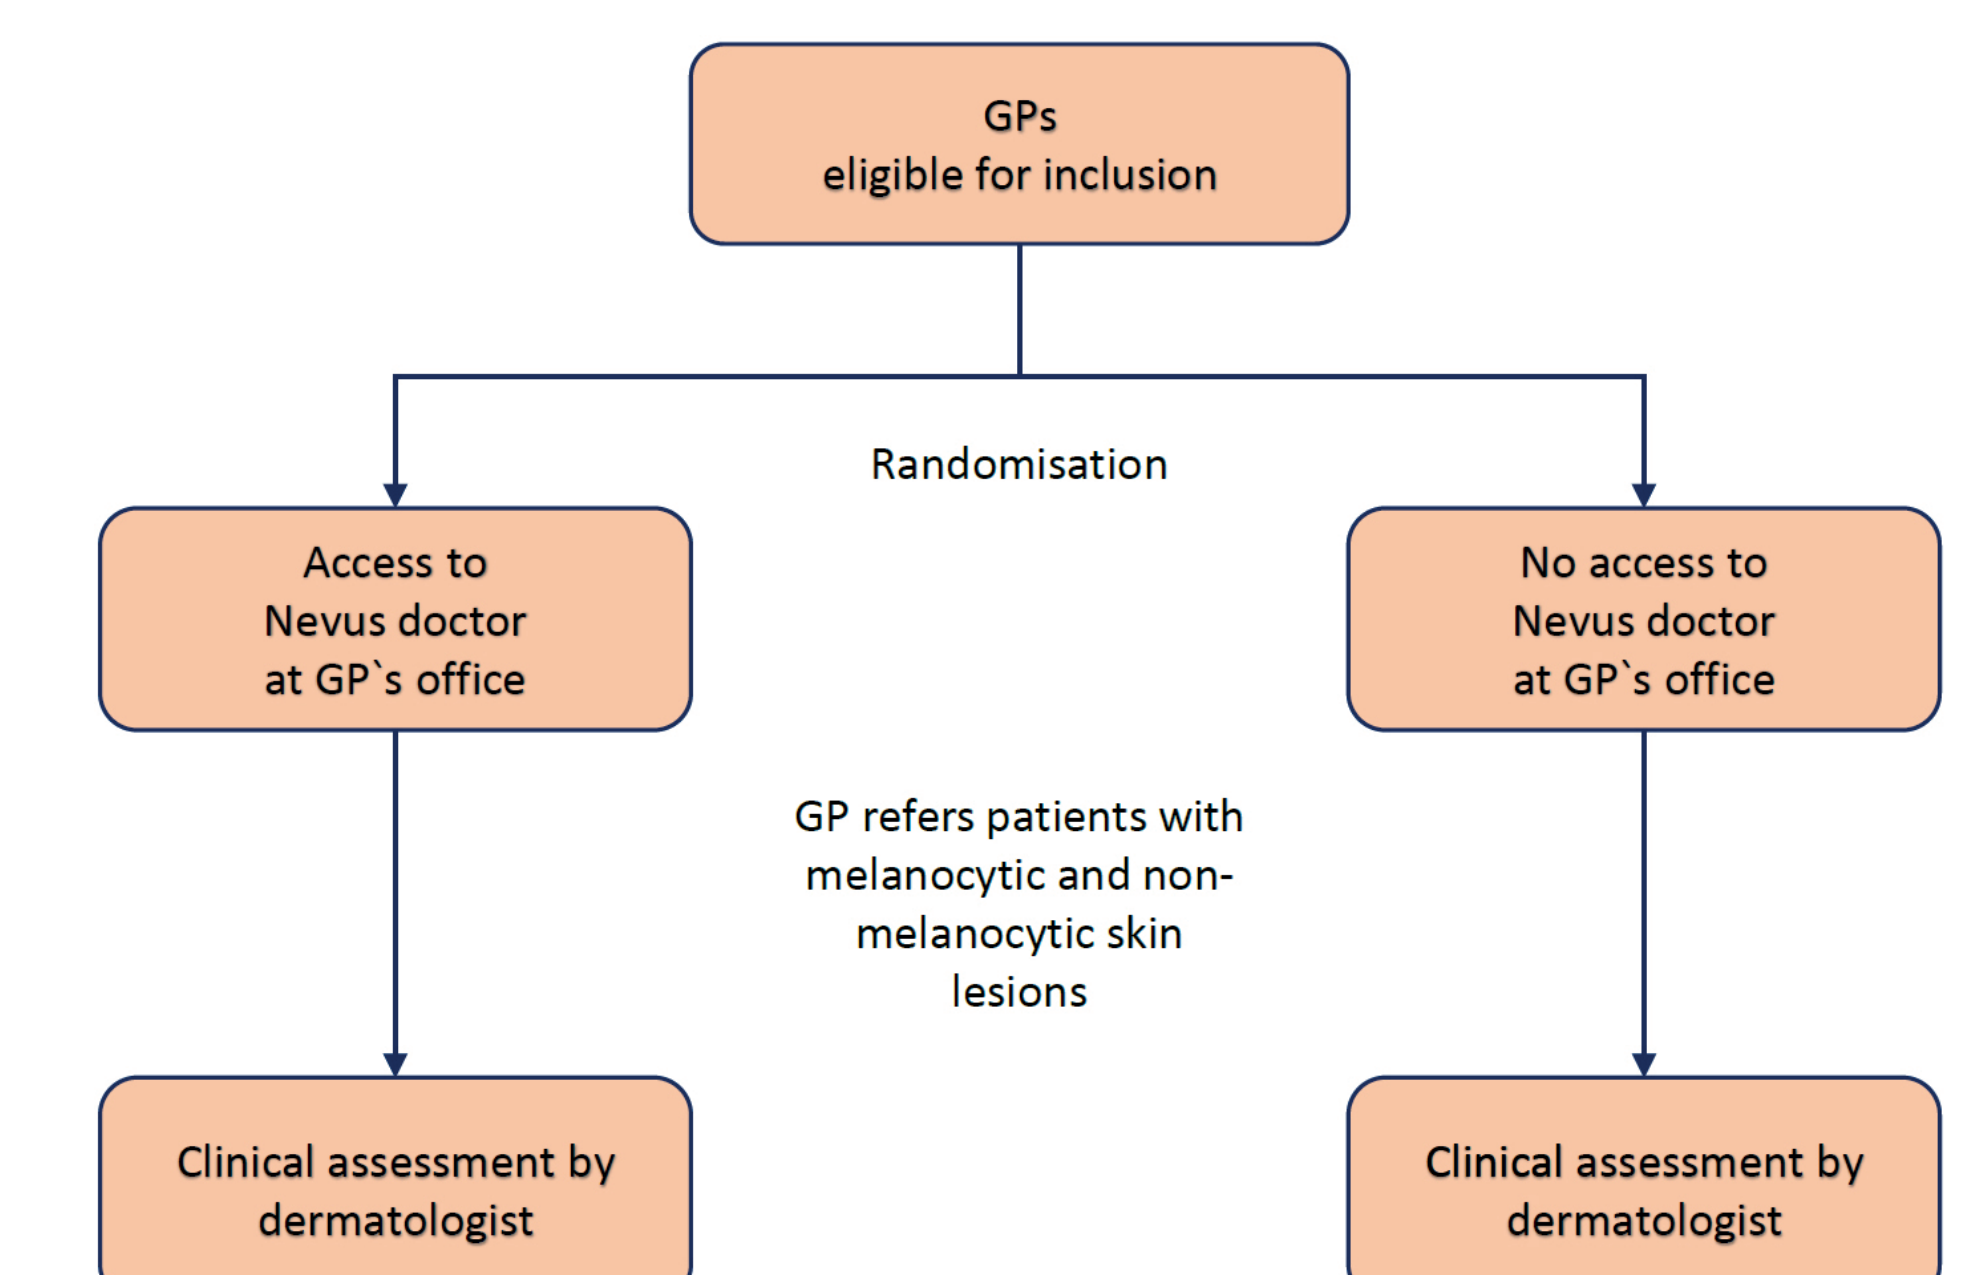 GPs
eligible for inclusion
Randomisation
Access to
Nevus doctor
at GP`s office
No access to
Nevus doctor
at GP`s office
GP refers patients with
melanocytic and non-
melanocytic skin
lesions
Clinical assessment by
dermatologist
Clinical assessment by
dermatologist